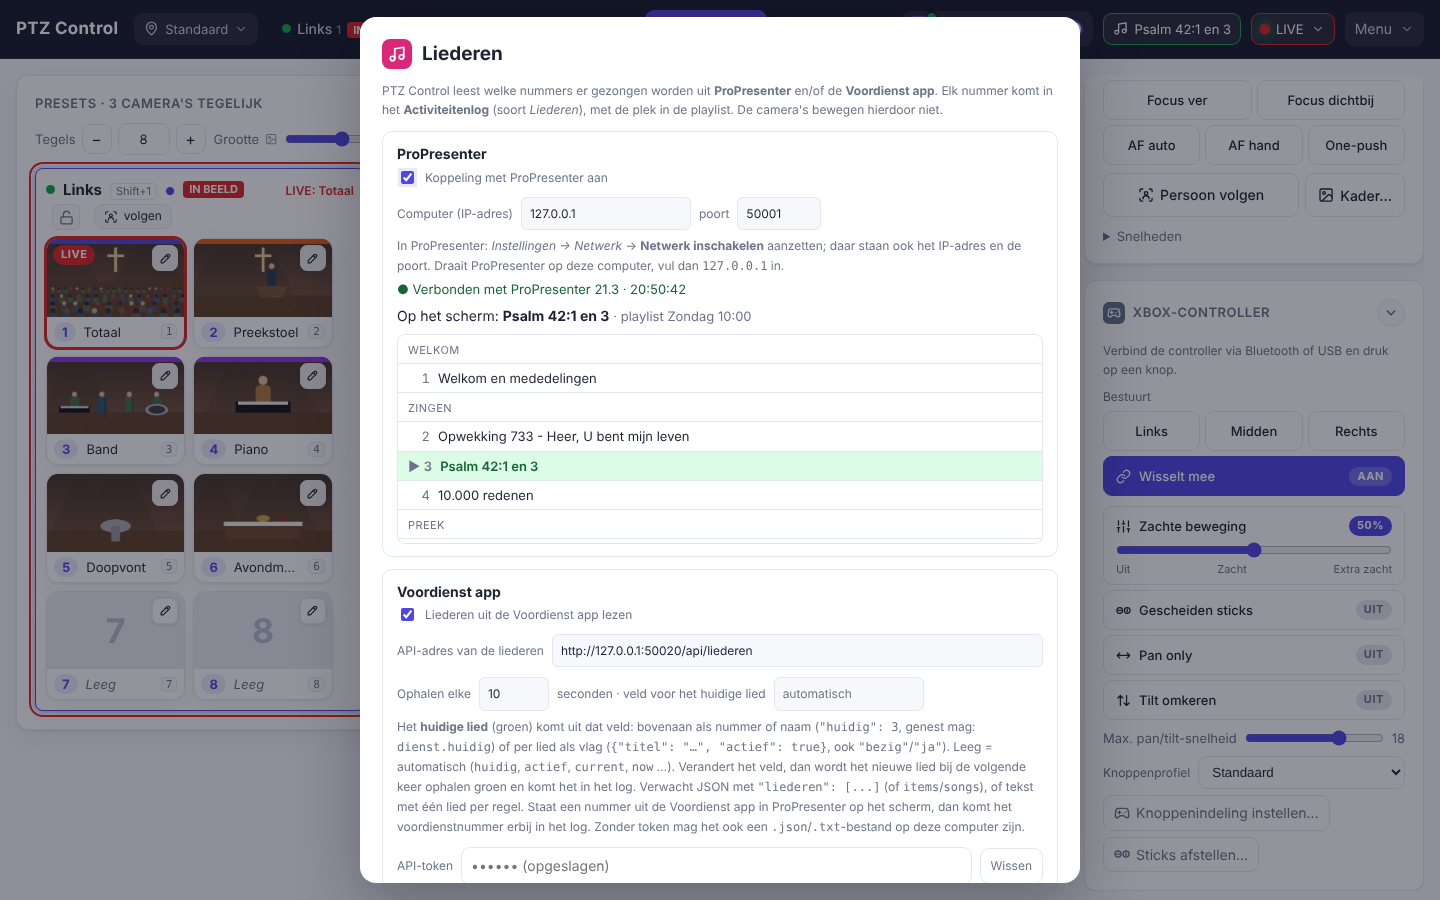 PTZ Control
Standaard
Links 1
Psalm 42:1 en 3
LIVE
Menu
PRESETS · 3 CAMERA'S TEGELIJK
Tegels − 8 + Grootte
Links Shift+1 IN BEELD LIVE: Totaal
volgen
LIVE
1 Totaal 1
2 Preekstoel 2
3 Band 3
4 Piano 4
5 Doopvont 5
6 Avondm... 6
7
8
7 Leeg 7
8 Leeg 8
Liederen
PTZ Control leest welke nummers er gezongen worden uit ProPresenter en/of de Voordienst app. Elk nummer komt in
het Activiteitenlog (soort Liederen), met de plek in de playlist. De camera's bewegen hierdoor niet.
ProPresenter
Koppeling met ProPresenter aan
Computer (IP-adres) 127.0.0.1 poort 50001
In ProPresenter: Instellingen → Netwerk → Netwerk inschakelen aanzetten; daar staan ook het IP-adres en de
poort. Draait ProPresenter op deze computer, vul dan 127.0.0.1 in.
Verbonden met ProPresenter 21.3 · 20:50:42
Op het scherm: Psalm 42:1 en 3 · playlist Zondag 10:00
WELKOM
1 Welkom en mededelingen
ZINGEN
2 Opwekking 733 - Heer, U bent mijn leven
▶ 3 Psalm 42:1 en 3
4 10.000 redenen
PREEK
Voordienst app
Liederen uit de Voordienst app lezen
API-adres van de liederen http://127.0.0.1:50020/api/liederen
Ophalen elke 10 seconden · veld voor het huidige lied automatisch
Het huidige lied (groen) komt uit dat veld: bovenaan als nummer of naam ("huidig": 3, genest mag:
dienst.huidig) of per lied als vlag ({"titel": "…", "actief": true}, ook "bezig"/"ja"). Leeg =
automatisch (huidig, actief, current, now …). Verandert het veld, dan wordt het nieuwe lied bij de volgende
keer ophalen groen en komt het in het log. Verwacht JSON met "liederen": [...] (of items/songs), of tekst
met één lied per regel. Staat een nummer uit de Voordienst app in ProPresenter op het scherm, dan komt het
voordienstnummer erbij in het log. Zonder token mag het ook een .json/.txt-bestand op deze computer zijn.
API-token •••••• (opgeslagen) Wissen
Focus ver
Focus dichtbij
AF auto
AF hand
One-push
Persoon volgen
Kader...
▶ Snelheden
XBOX-CONTROLLER
Verbind de controller via Bluetooth of USB en druk
op een knop.
Bestuurt
Links
Midden
Rechts
Wisselt mee AAN
Zachte beweging 50%
Uit Zacht Extra zacht
Gescheiden sticks UIT
Pan only UIT
Tilt omkeren UIT
Max. pan/tilt-snelheid 18
Knoppenprofiel Standaard
Knoppenindeling instellen...
Sticks afstellen...